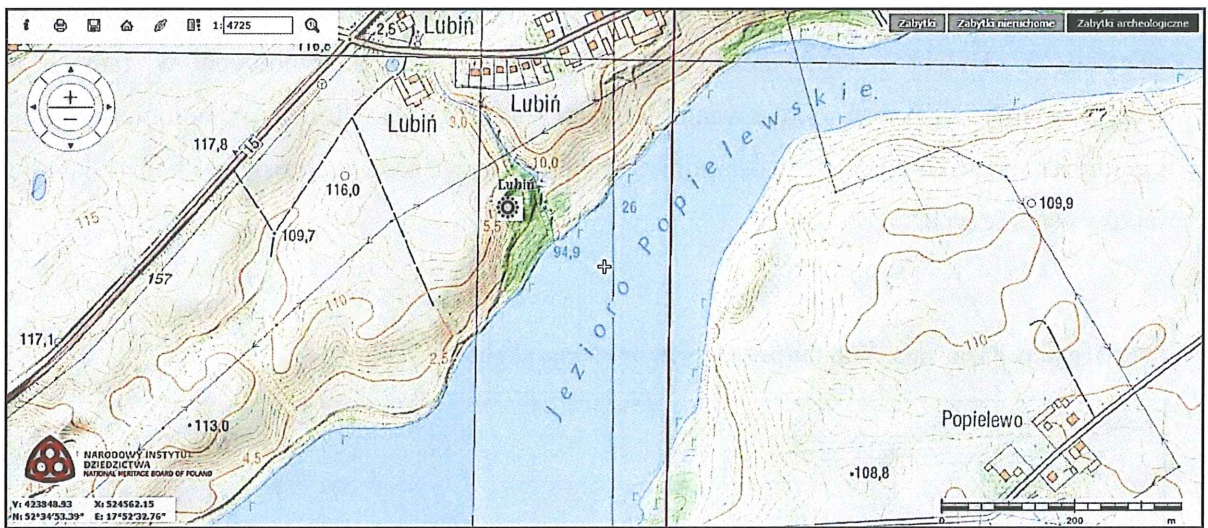 1: 4725
Zabytki
Zabytki nieruchome
Zabytki archeologiczne
2,5
Lubiń
116,8
Lubiń
Lubiń
3,0
117,8
15
116,0
10,0
Lubiń
5,5
26
94,9
109,9
109,7
115
157
110
110
117,1
2,5
Jezioro Popielewskie
Popielewo
113,0
4,5
108,8
NARODOWY INSTYTUT
DZIEDZICTWA
NATIONAL HERITAGE BOARD OF POLAND
Y: 423848.93 X: 524562.15
N: 52°34'53.39" E: 17°52'32.76"
0 200 m